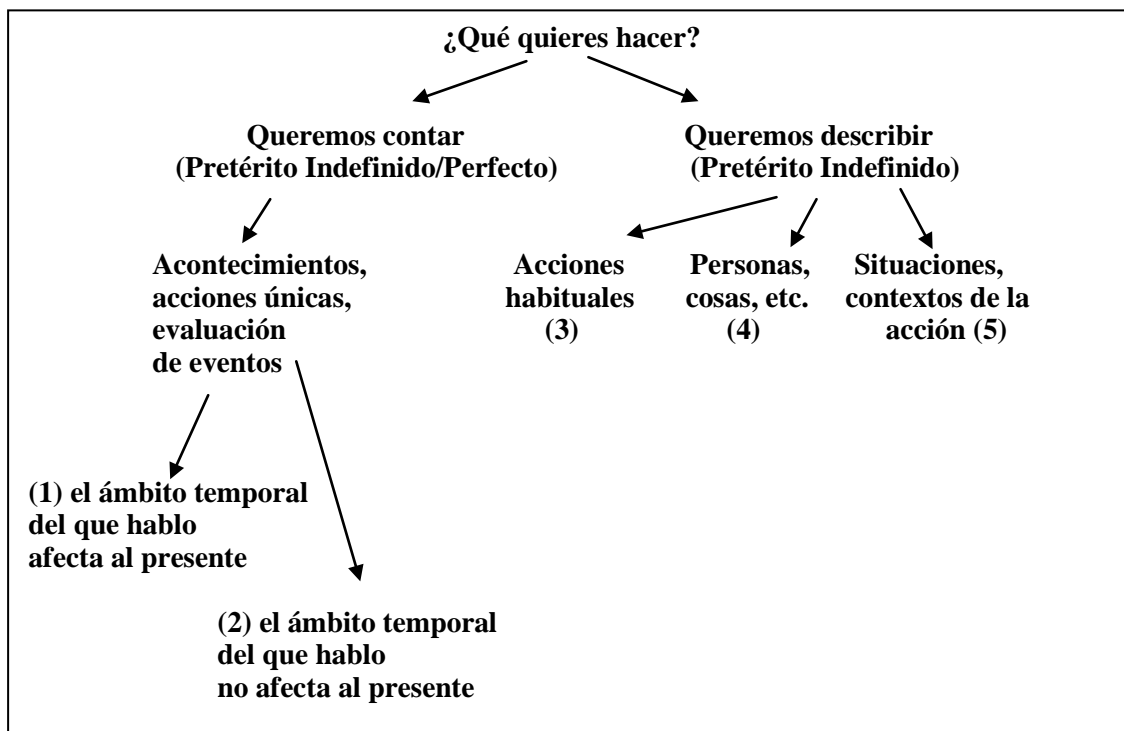 ¿Qué quieres hacer?
Queremos contar
(Pretérito Indefinido/Perfecto)
Queremos describir
(Pretérito Indefinido)
Acontecimientos,
acciones únicas,
evaluación
de eventos
Acciones
habituales
(3)
Personas,
cosas, etc.
(4)
Situaciones,
contextos de la
acción (5)
(1) el ámbito temporal
del que hablo
afecta al presente
(2) el ámbito temporal
del que hablo
no afecta al presente